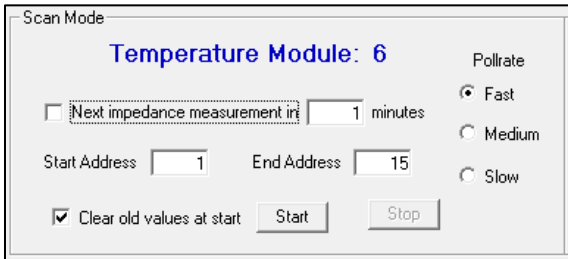 Scan Mode
Temperature Module: 6
Pollrate
Fast
Next impedance measurement in 1 minutes
Medium
Start Address 1 End Address 15
Slow
Clear old values at start Start Stop